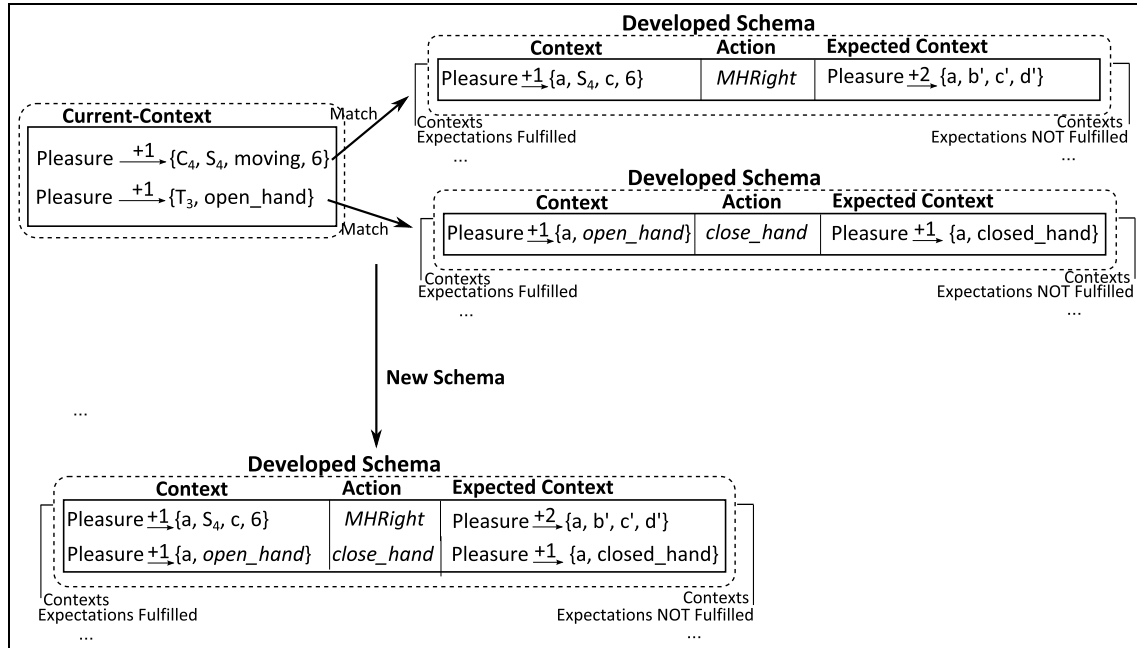 Developed Schema
Context Action Expected Context
Pleasure +1 {a, S₄, c, 6} MHRight Pleasure +2 {a, b', c', d'}
Contexts
Expectations Fulfilled
...
Contexts
Expectations NOT Fulfilled
...
Current-Context
Pleasure +1 {C₄, S₄, moving, 6}
Pleasure +1 {T₃, open_hand}
Match
Match
Developed Schema
Context Action Expected Context
Pleasure +1 {a, open_hand} close_hand Pleasure +1 {a, closed_hand}
Contexts
Expectations Fulfilled
...
Contexts
Expectations NOT Fulfilled
...
New Schema
...
Developed Schema
Context Action Expected Context
Pleasure +1 {a, S₄, c, 6} MHRight Pleasure +2 {a, b', c', d'}
Pleasure +1 {a, open_hand} close_hand Pleasure +1 {a, closed_hand}
Contexts
Expectations Fulfilled
...
Contexts
Expectations NOT Fulfilled
...